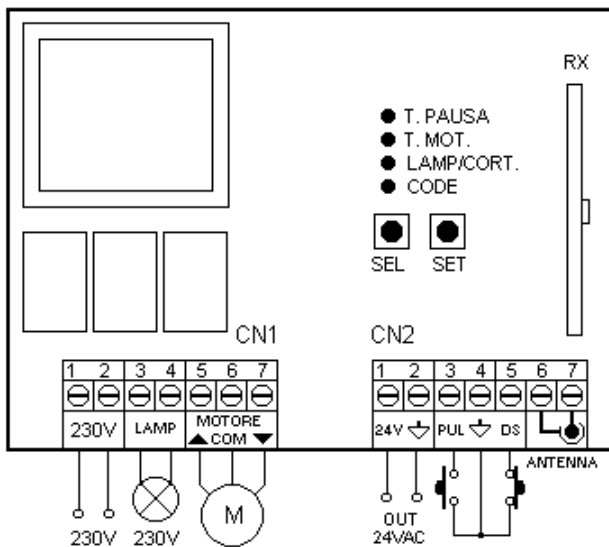 RX
T. PAUSA
T. MOT.
LAMP/CORT.
CODE
SEL SET
CN1
CN2
1 2 3 4 5 6 7
1 2 3 4 5 6 7
230V LAMP MOTORE
COM
24V PUL DS
ANTENNA
230V 230V M
OUT
24VAC